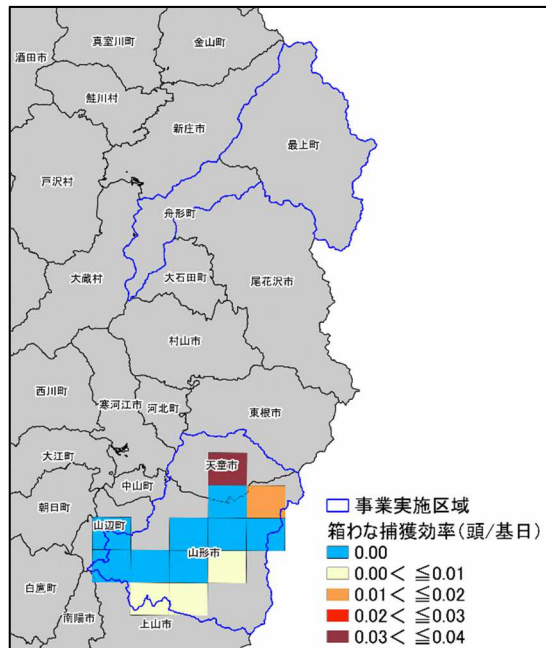 真室川町
金山町
酒田市
鮭川村
新庄市
最上町
戸沢村
舟形町
大蔵村
大石田町
尾花沢市
村山市
西川町
寒河江市
河北町
東根市
大江町
天童市
中山町
朝日町
山辺町
山形市
白鷹町
南陽市
上山市
事業実施区域
箱わな捕獲効率(頭/基日)
0.00
0.00< ≦0.01
0.01< ≦0.02
0.02< ≦0.03
0.03< ≦0.04